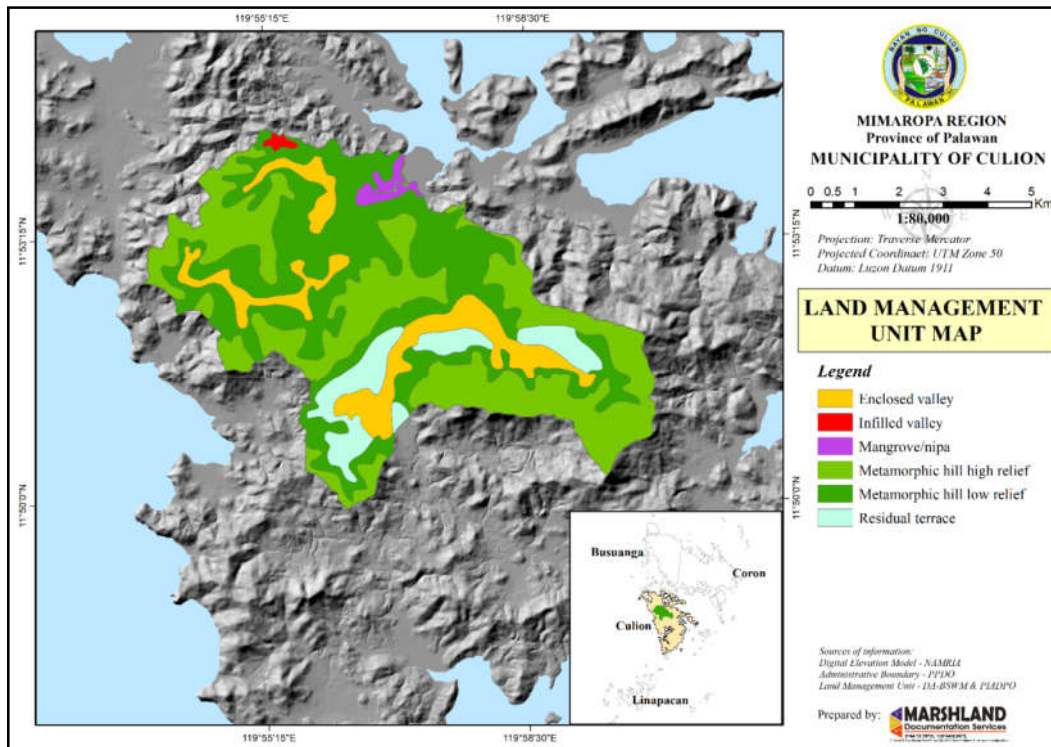 119°55'15"E
119°58'30"E
BAYAN NG CULION
PALAWAN
MIMAROPA REGION
Province of Palawan
MUNICIPALITY OF CULION
N
0 0.5 1 2 3 4 5
Km
1:80,000
Projection: Traverse Mercator
Projected Coordinaet: UTM Zone 50
Datum: Luzon Datum 1911
11°53'15"N
11°53'15"N
LAND MANAGEMENT
UNIT MAP
Legend
Enclosed valley
Infilled valley
Mangrove/nipa
Metamorphic hill high relief
Metamorphic hill low relief
Residual terrace
11°50'0"N
11°50'0"N
Busuanga
Coron
Culion
Linapacan
Sources of information:
Digital Elevation Model - NAMRIA
Administrative Boundary - PPDO
Land Management Unit - DA-BSWM & PIADPO
Prepared by:
MARSHLAND
Documentation Services
119°55'15"E
119°58'30"E